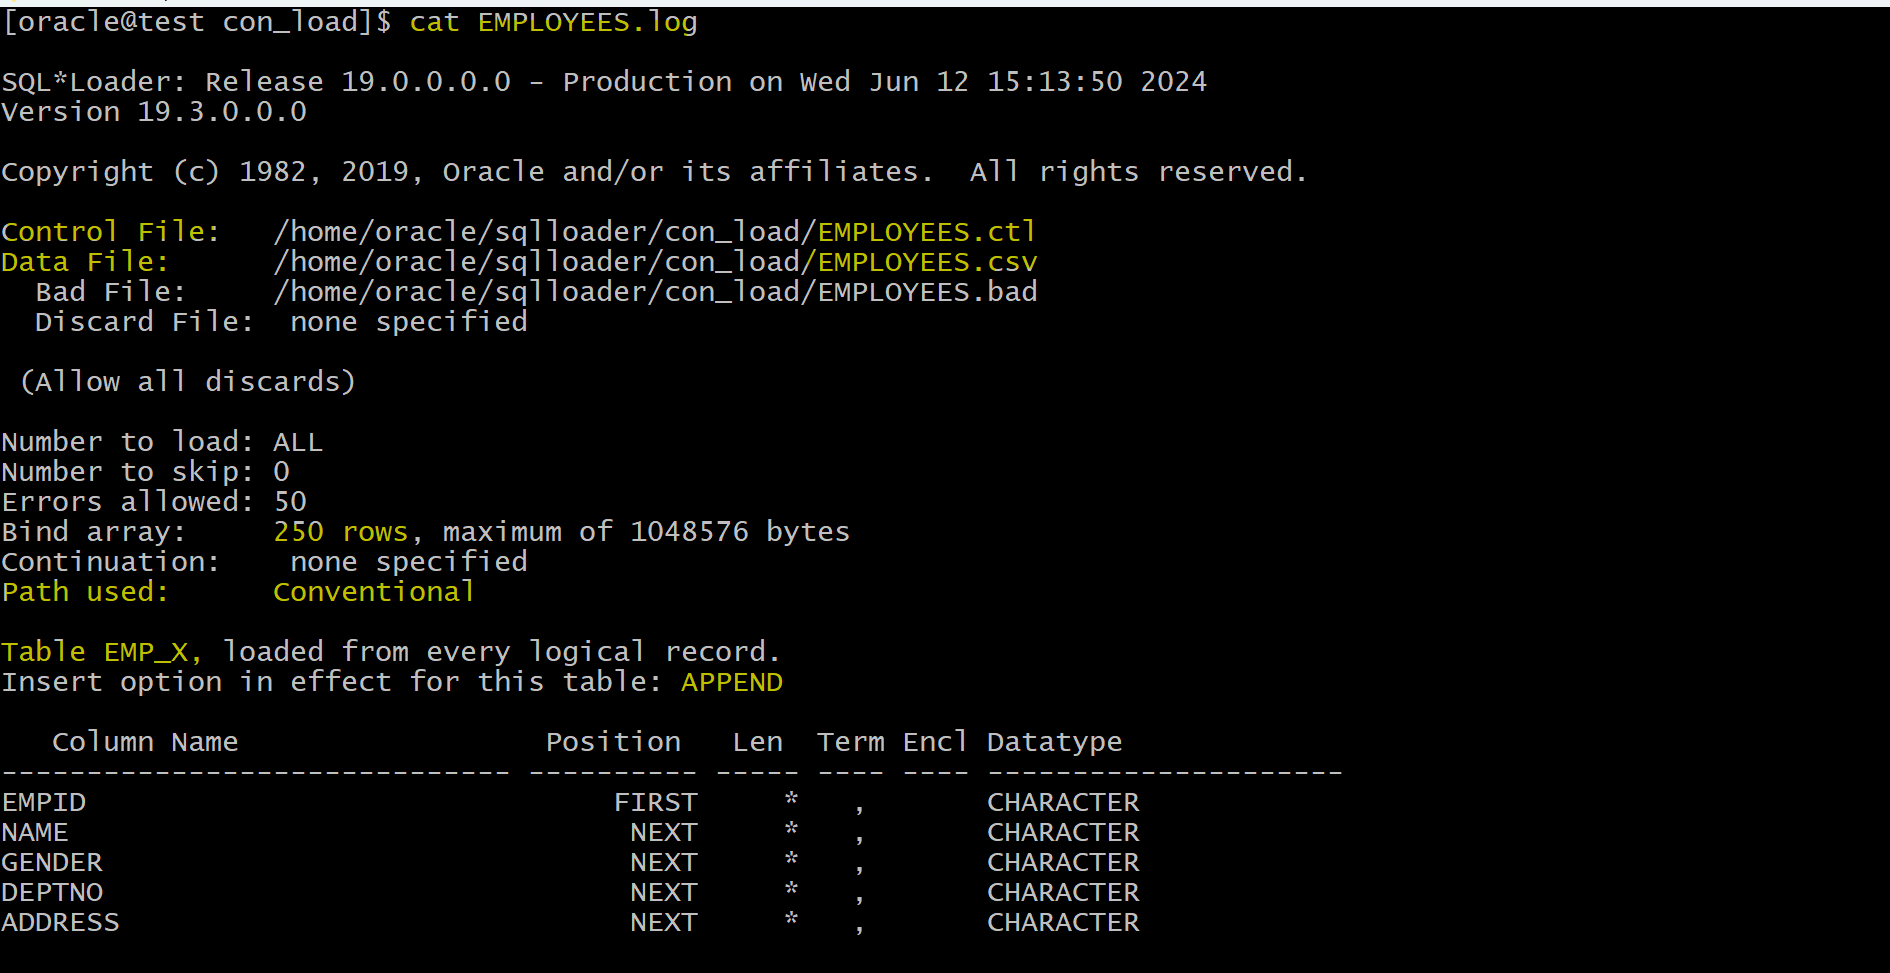 [oracle@test con_load]$ cat EMPLOYEES.log
SQL*Loader: Release 19.0.0.0.0 - Production on Wed Jun 12 15:13:50 2024
Version 19.3.0.0.0
Copyright (c) 1982, 2019, Oracle and/or its affiliates.  All rights reserved.
Control File:   /home/oracle/sqlloader/con_load/EMPLOYEES.ctl
Data File:      /home/oracle/sqlloader/con_load/EMPLOYEES.csv
  Bad File:     /home/oracle/sqlloader/con_load/EMPLOYEES.bad
  Discard File:  none specified
 (Allow all discards)
Number to load: ALL
Number to skip: 0
Errors allowed: 50
Bind array:     250 rows, maximum of 1048576 bytes
Continuation:    none specified
Path used:      Conventional
Table EMP_X, loaded from every logical record.
Insert option in effect for this table: APPEND
   Column Name                  Position   Len  Term Encl Datatype
------------------------------ ---------- ----- ---- ---- ---------------------
EMPID                               FIRST     *   ,       CHARACTER
NAME                                 NEXT     *   ,       CHARACTER
GENDER                               NEXT     *   ,       CHARACTER
DEPTNO                               NEXT     *   ,       CHARACTER
ADDRESS                              NEXT     *   ,       CHARACTER